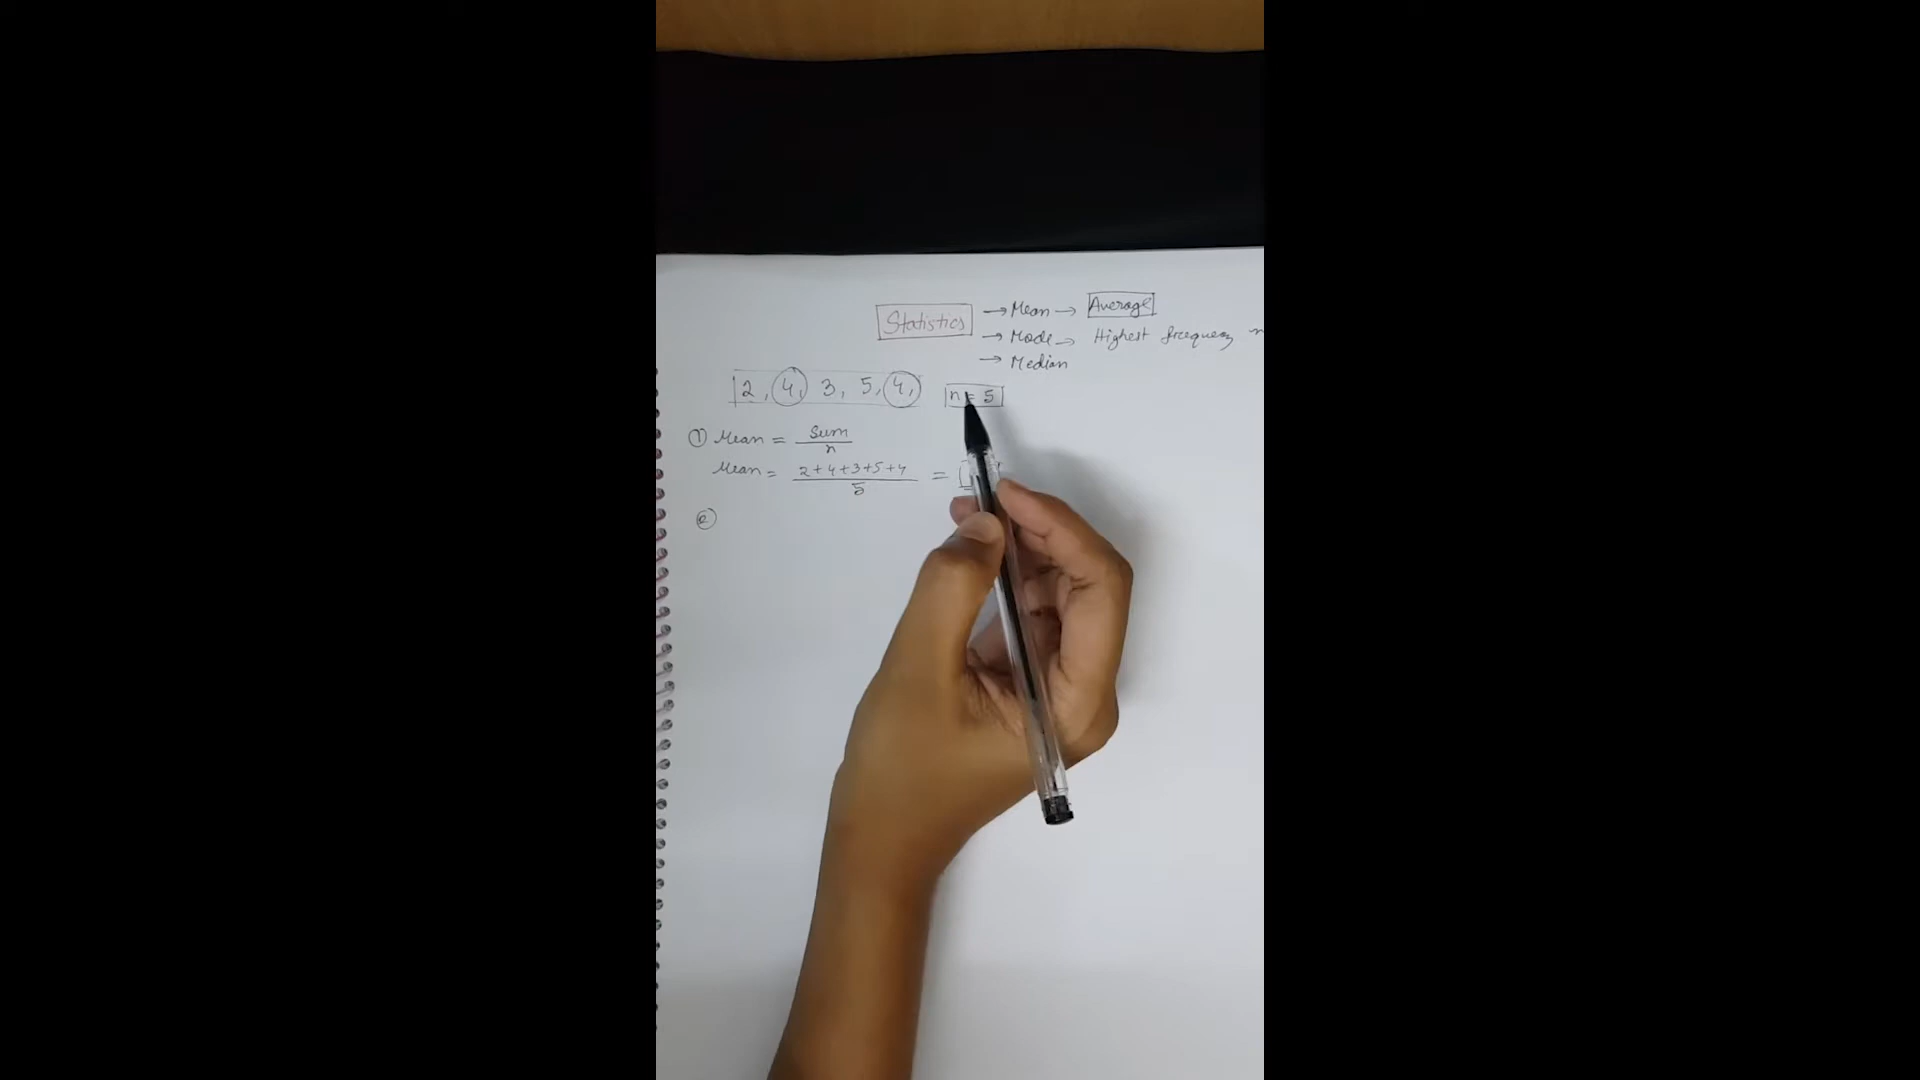 Statistics → Mean → Average
→ Mode → Highest frequency
→ Median
2, 4, 3, 5, 4, n = 5
① Mean = Sum / n
Mean = 2+4+3+5+4 / 5 =
②